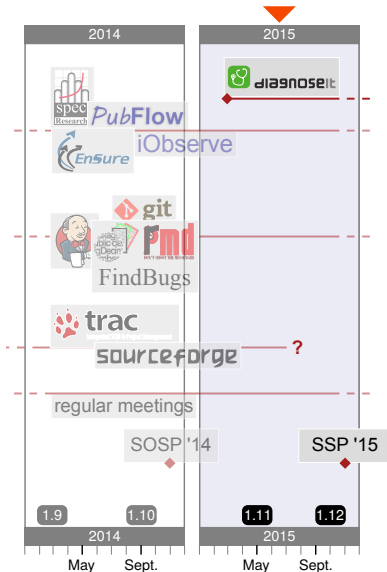 2014 2015
diagnoseIt
spec
Research
PubFlow
iObserve
EnSure
git
PMD
FindBugs
trac
sourceforge
?
regular meetings
SOSP '14
SSP '15
1.9 1.10 1.11 1.12
2014 2015
May Sept. May Sept.